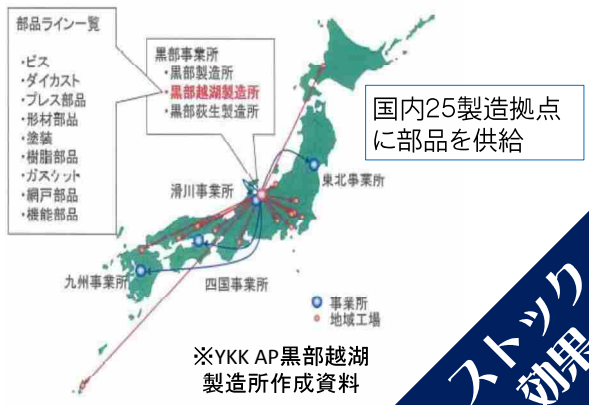 部品ライン一覧
・ビス
・ダイカスト
・プレス部品
・形材部品
・塗装
・樹脂部品
・ガスケット
・網戸部品
・機能部品
黒部事業所
・黒部製造所
・黒部越湖製造所
・黒部荻生製造所
国内25製造拠点
に部品を供給
東北事業所
滑川事業所
九州事業所
四国事業所
事業所
地域工場
※YKK AP黒部越湖
製造所作成資料
ストック
効果